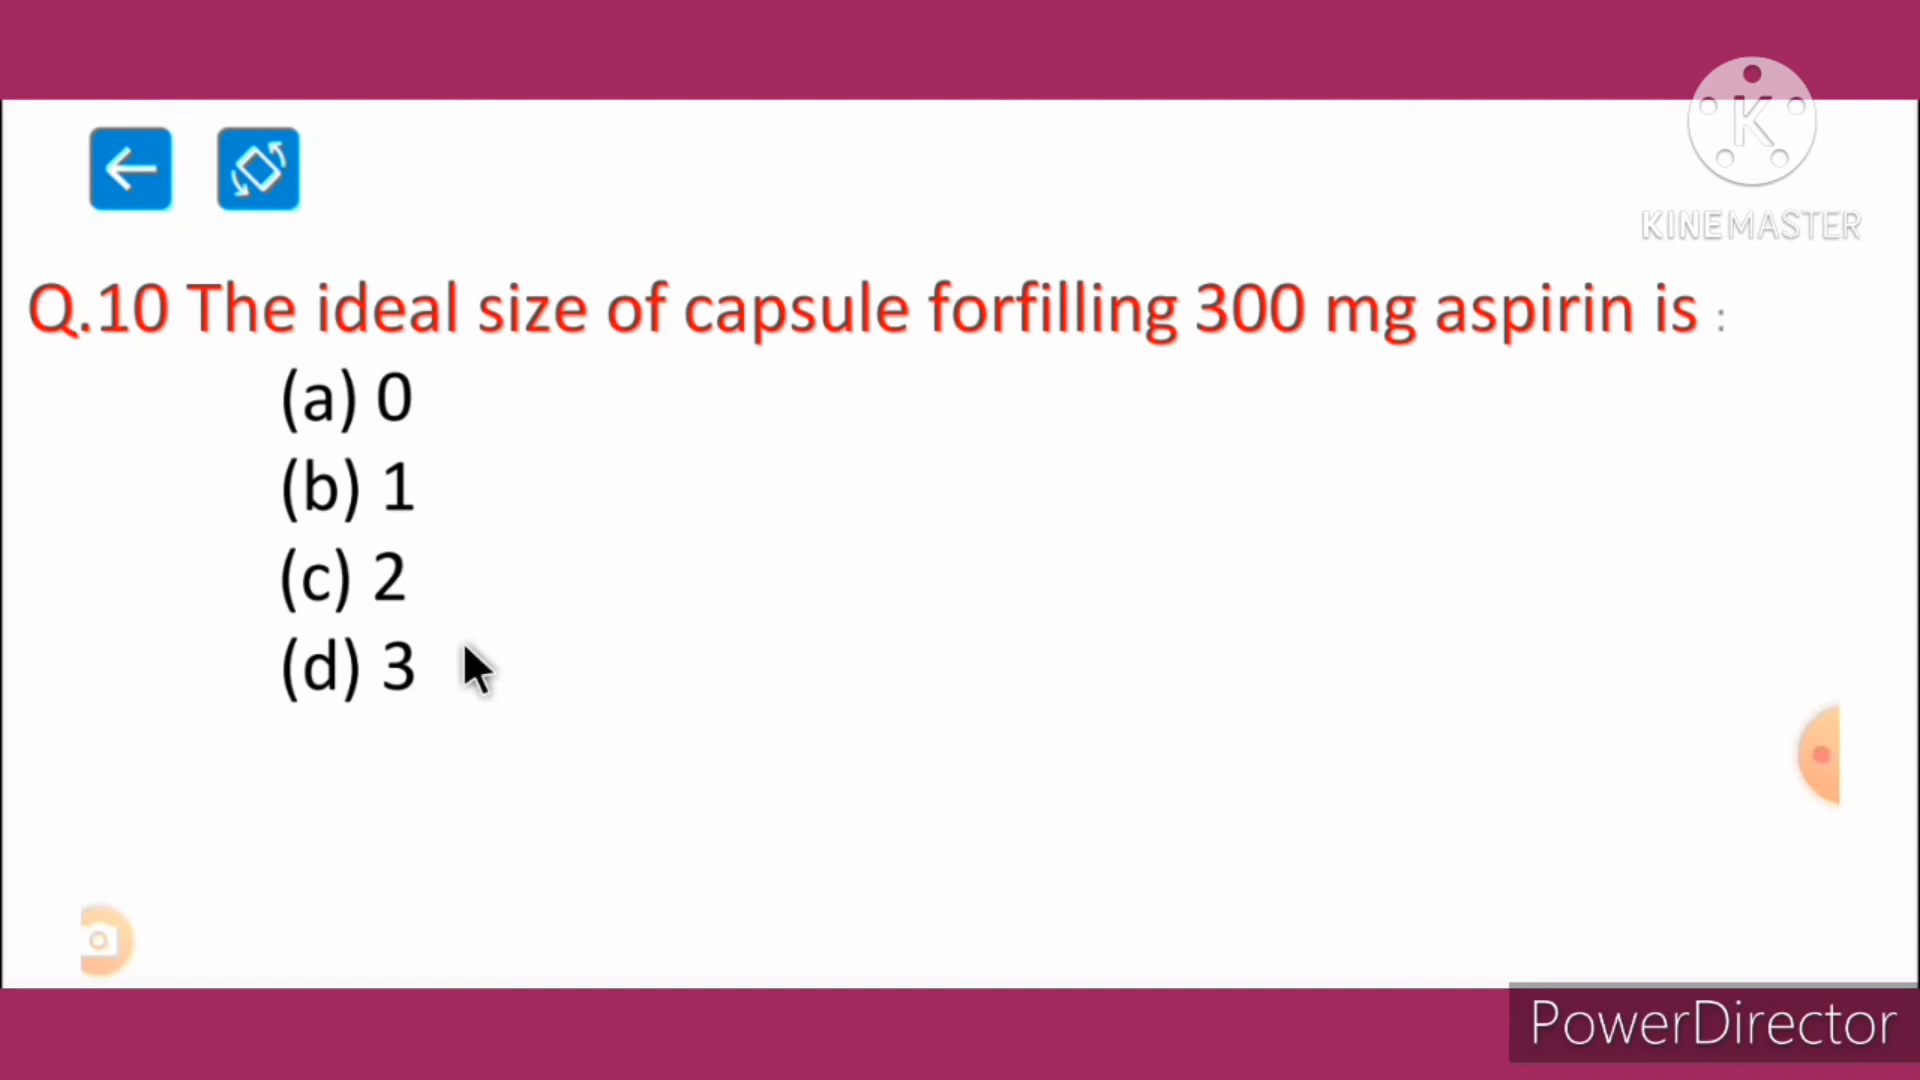 K
KINEMASTER
Q.10 The ideal size of capsule forfilling 300 mg aspirin is :
(a) 0
(b) 1
(c) 2
(d) 3
PowerDirector